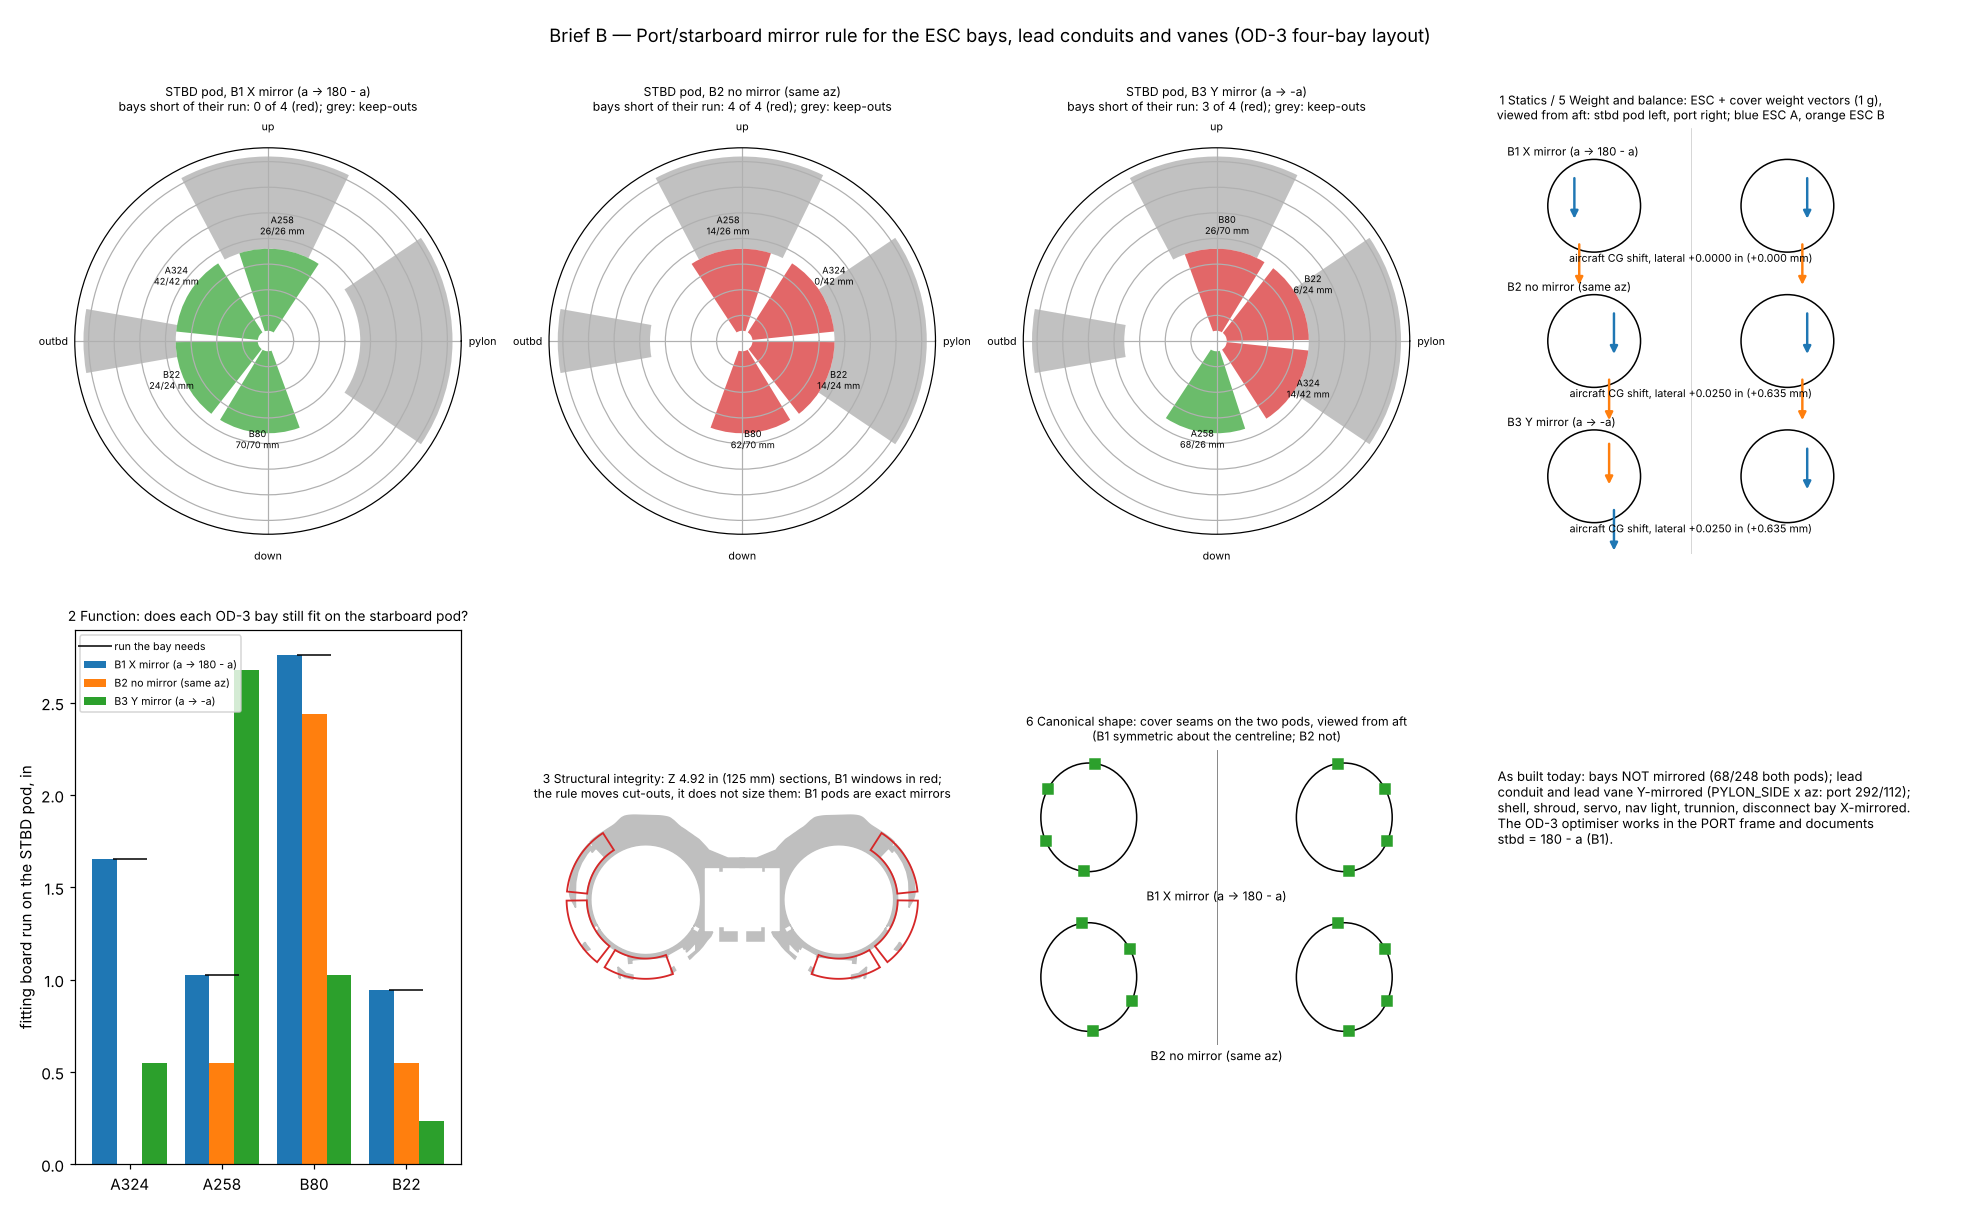 Brief B — Port/starboard mirror rule for the ESC bays, lead conduits and vanes (OD-3 four-bay layout)
STBD pod, B1 X mirror (a → 180 - a)
bays short of their run: 0 of 4 (red); grey: keep-outs
up
A258
26/26 mm
A324
42/42 mm
outbd
pylon
B22
24/24 mm
B80
70/70 mm
down
STBD pod, B2 no mirror (same az)
bays short of their run: 4 of 4 (red); grey: keep-outs
up
A258
14/26 mm
A324
0/42 mm
outbd
pylon
B22
14/24 mm
B80
62/70 mm
down
STBD pod, B3 Y mirror (a → -a)
bays short of their run: 3 of 4 (red); grey: keep-outs
up
B80
26/70 mm
B22
6/24 mm
outbd
pylon
A324
14/42 mm
A258
68/26 mm
down
1 Statics / 5 Weight and balance: ESC + cover weight vectors (1 g),
viewed from aft: stbd pod left, port right; blue ESC A, orange ESC B
B1 X mirror (a → 180 - a)
aircraft CG shift, lateral +0.0000 in (+0.000 mm)
B2 no mirror (same az)
aircraft CG shift, lateral +0.0250 in (+0.635 mm)
B3 Y mirror (a → -a)
aircraft CG shift, lateral +0.0250 in (+0.635 mm)
2 Function: does each OD-3 bay still fit on the starboard pod?
run the bay needs
B1 X mirror (a → 180 - a)
B2 no mirror (same az)
B3 Y mirror (a → -a)
fitting board run on the STBD pod, in
2.5
2.0
1.5
1.0
0.5
0.0
A324
A258
B80
B22
3 Structural integrity: Z 4.92 in (125 mm) sections, B1 windows in red;
the rule moves cut-outs, it does not size them: B1 pods are exact mirrors
6 Canonical shape: cover seams on the two pods, viewed from aft
(B1 symmetric about the centreline; B2 not)
B1 X mirror (a → 180 - a)
B2 no mirror (same az)
As built today: bays NOT mirrored (68/248 both pods); lead
conduit and lead vane Y-mirrored (PYLON_SIDE x az: port 292/112);
shell, shroud, servo, nav light, trunnion, disconnect bay X-mirrored.
The OD-3 optimiser works in the PORT frame and documents
stbd = 180 - a (B1).